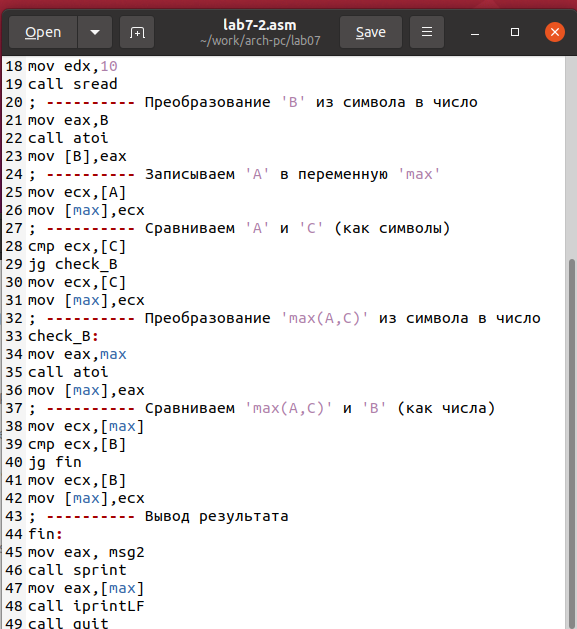 Open
lab7-2.asm
~/work/arch-pc/lab07
Save
18 mov edx,10
19 call sread
20 ; ---------- Преобразование 'B' из символа в число
21 mov eax,B
22 call atoi
23 mov [B],eax
24 ; ---------- Записываем 'A' в переменную 'max'
25 mov ecx,[A]
26 mov [max],ecx
27 ; ---------- Сравниваем 'A' и 'С' (как символы)
28 cmp ecx,[C]
29 jg check_B
30 mov ecx,[C]
31 mov [max],ecx
32 ; ---------- Преобразование 'max(A,C)' из символа в число
33 check_B:
34 mov eax,max
35 call atoi
36 mov [max],eax
37 ; ---------- Сравниваем 'max(A,C)' и 'B' (как числа)
38 mov ecx,[max]
39 cmp ecx,[B]
40 jg fin
41 mov ecx,[B]
42 mov [max],ecx
43 ; ---------- Вывод результата
44 fin:
45 mov eax, msg2
46 call sprint
47 mov eax,[max]
48 call iprintLF
49 call quit